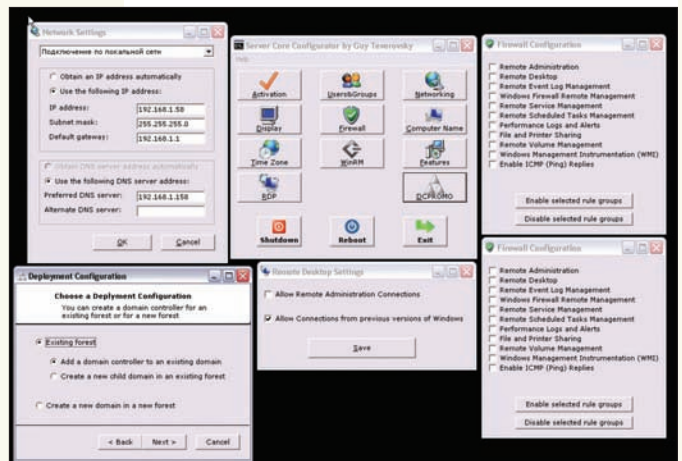 Network Settings
Подключение по локальной сети
Obtain an IP address automatically
Use the following IP address:
IP address:
192.168.1.50
Subnet mask:
255.255.255.0
Default gateway:
192.168.1.1
Obtain DNS server address automatically
Use the following DNS server address:
Preferred DNS server:
192.168.1.150
Alternate DNS server:
OK
Cancel
Server Core Configurator by Guy Teverovsky
Help
Activation
Users&Groups
Networking
Display
Firewall
Computer Name
Time Zone
WinRM
Features
RDP
DCPROMO
Shutdown
Reboot
Exit
Firewall Configuration
Remote Administration
Remote Desktop
Remote Event Log Management
Windows Firewall Remote Management
Remote Service Management
Remote Scheduled Tasks Management
Performance Logs and Alerts
File and Printer Sharing
Remote Volume Management
Windows Management Instrumentation (WMI)
Enable ICMP (Ping) Replies
Enable selected rule groups
Disable selected rule groups
Deployment Configuration
Choose a Deplyment Configuration
You can create a domain controller for an
existing forest or for a new forest
Existing forest
Add a domain controller to an existing domain
Create a new child domain in an existing forest
Create a new domain in a new forest
< Back
Next >
Cancel
Remote Desktop Settings
Allow Remote Administration Connections
Allow Connections from previous versions of Windows
Save
Firewall Configuration
Remote Administration
Remote Desktop
Remote Event Log Management
Windows Firewall Remote Management
Remote Service Management
Remote Scheduled Tasks Management
Performance Logs and Alerts
File and Printer Sharing
Remote Volume Management
Windows Management Instrumentation (WMI)
Enable ICMP (Ping) Replies
Enable selected rule groups
Disable selected rule groups